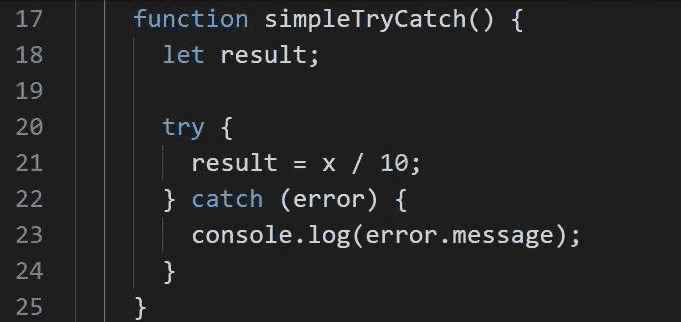 17 function simpleTryCatch() {
18 let result;
19
20 try {
21 result = x / 10;
22 } catch (error) {
23 console.log(error.message);
24 }
25 }